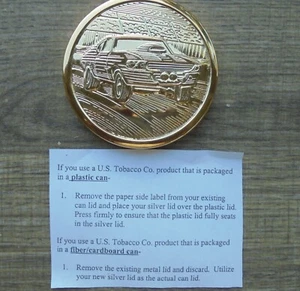 If you use a U.S. Tobacco Co. product that is packaged
in a plastic can-
1. Remove the paper side label from your existing
can lid and place your silver lid over the plastic lid.
Press firmly to ensure that the plastic lid fully seats
in the silver lid.
If you use a U.S. Tobacco Co. product that is packaged
in a fiber/cardboard can-
1. Remove the existing metal lid and discard. Utilize
your new silver lid as the actual can lid.